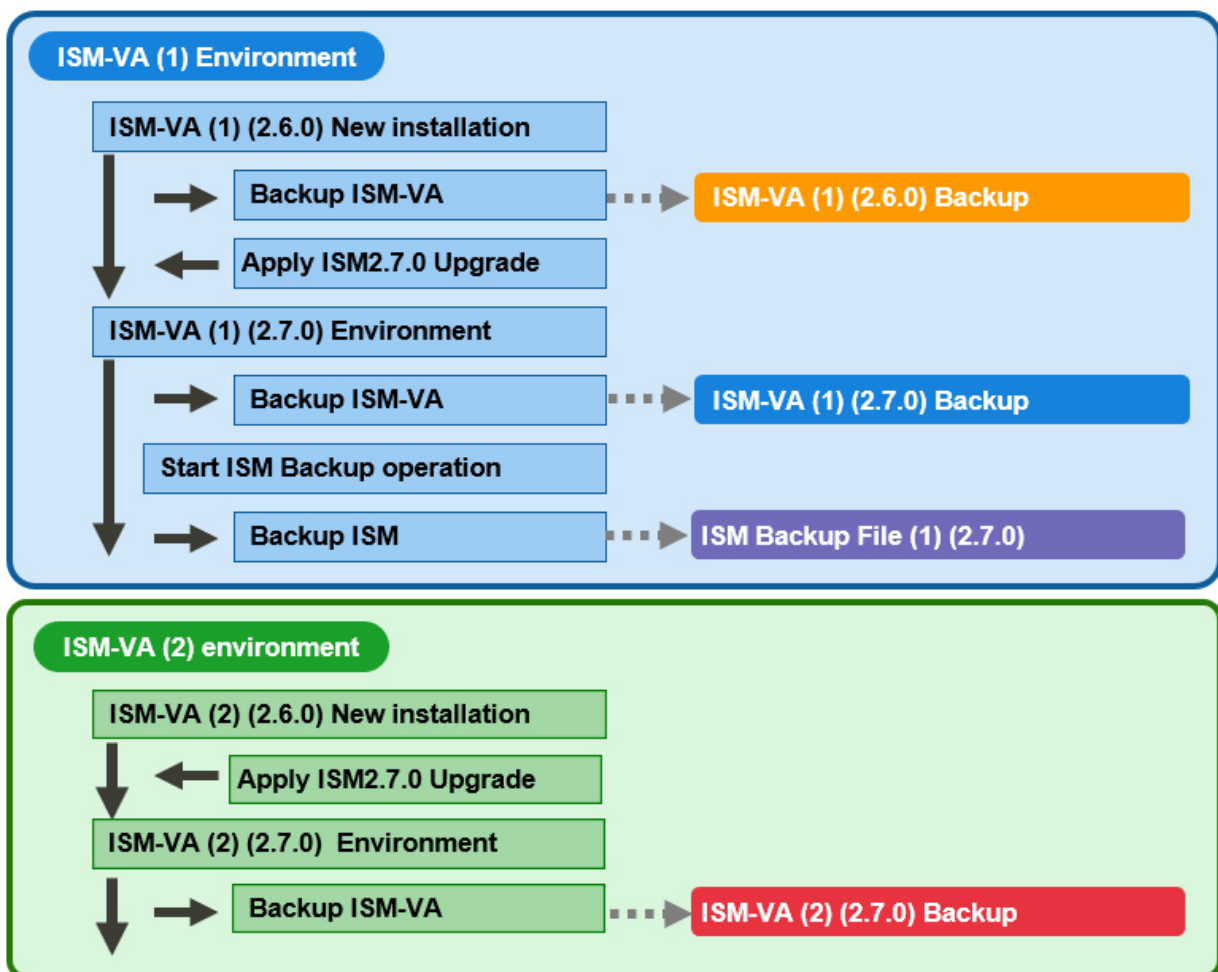 ISM-VA (1) Environment
ISM-VA (1) (2.6.0) New installation
Backup ISM-VA
ISM-VA (1) (2.6.0) Backup
Apply ISM2.7.0 Upgrade
ISM-VA (1) (2.7.0) Environment
Backup ISM-VA
ISM-VA (1) (2.7.0) Backup
Start ISM Backup operation
Backup ISM
ISM Backup File (1) (2.7.0)
ISM-VA (2) environment
ISM-VA (2) (2.6.0) New installation
Apply ISM2.7.0 Upgrade
ISM-VA (2) (2.7.0)  Environment
Backup ISM-VA
ISM-VA (2) (2.7.0) Backup